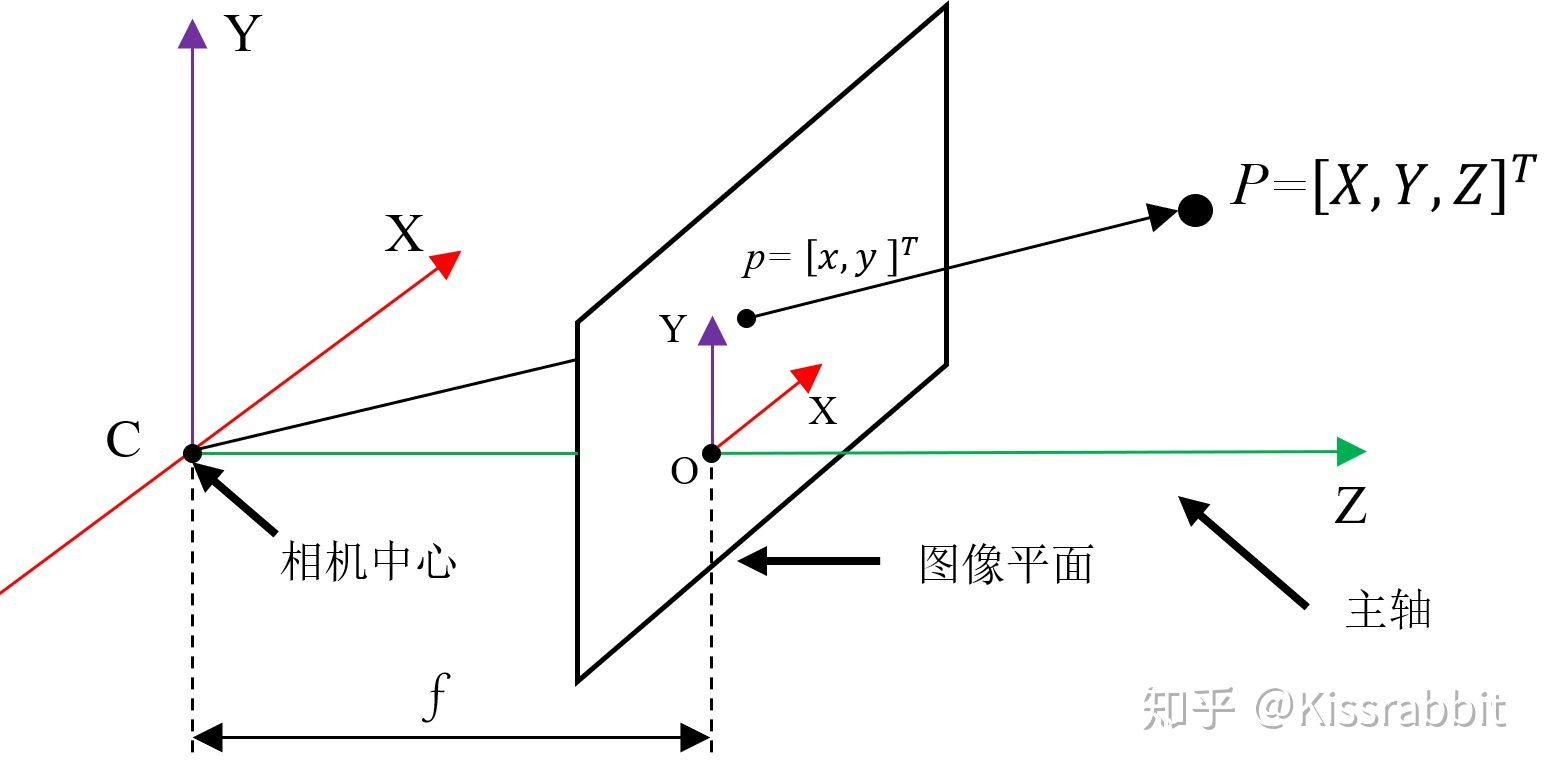 Y
X
P=[X, Y, Z]^T
p= [x, y ]^T
Y
X
C
O
Z
相机中心
图像平面
主轴
f
知乎 @Kissrabbit